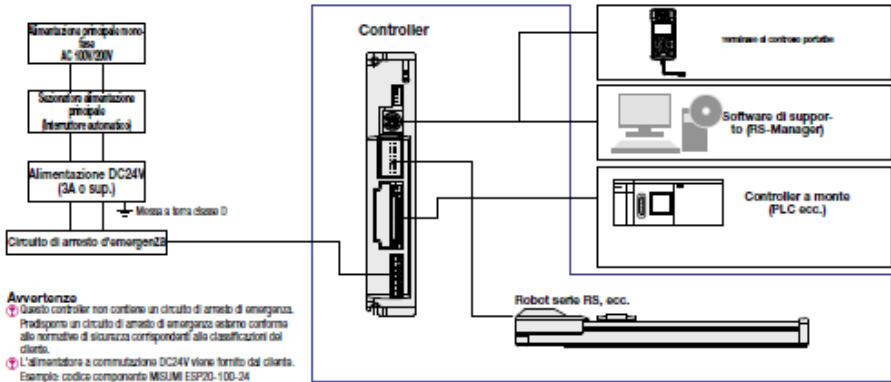 Alimentazione principale mono-
fase
AC 100V/200V
Sezionatore alimentazione
principale
(Interruttore automatico)
Alimentazione DC24V
(3A o sup.)
Messa a terra classe D
Circuito di arresto d'emergenza
Controller
Terminale di controllo portatile
Software di suppor-
to (RS-Manager)
Controller a monte
(PLC ecc.)
Robot serie RS, ecc.
Avvertenze
Questo controller non contiene un circuito di arresto di emergenza.
Predisporre un circuito di arresto di emergenza esterno conforme
alle normative di sicurezza corrispondenti alle classificazioni del
cliente.
L'alimentatore a commutazione DC24V viene fornito dal cliente.
Esempio: codice componente MISUMI ESP20-100-24